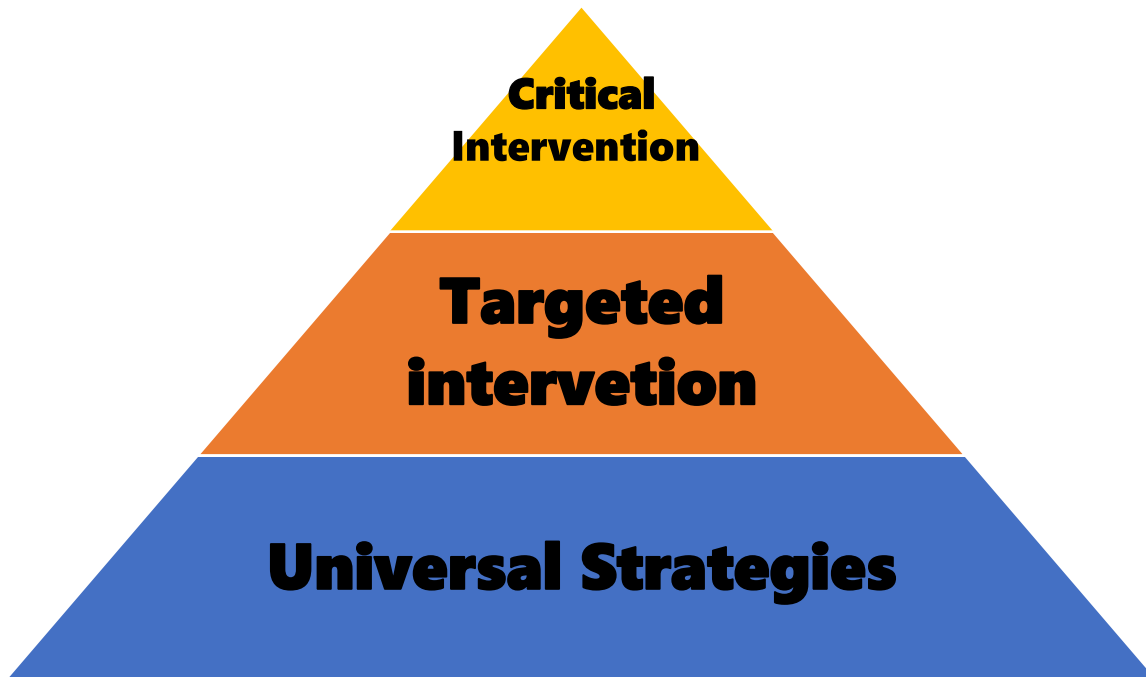 Critical
Intervention
Targeted
intervetion
Universal Strategies